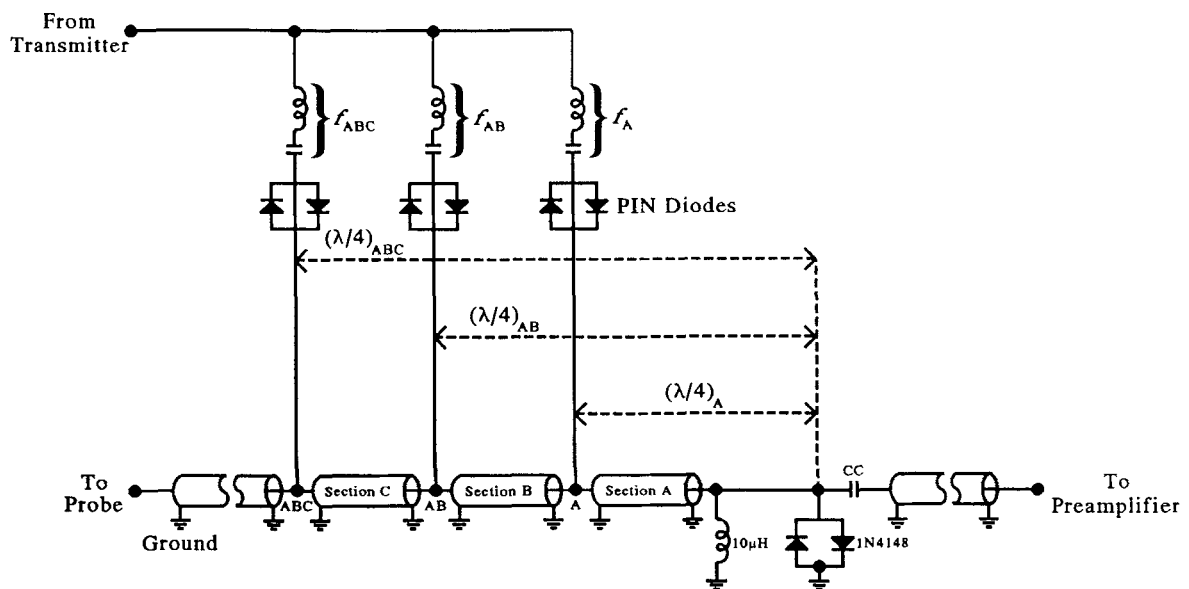 From
Transmitter
f_ABC
f_AB
f_A
PIN Diodes
(λ/4)_ABC
(λ/4)_AB
(λ/4)_A
To
Probe
Section C
Section B
Section A
CC
To
Preamplifier
ABC
AB
A
Ground
10μH
1N4148